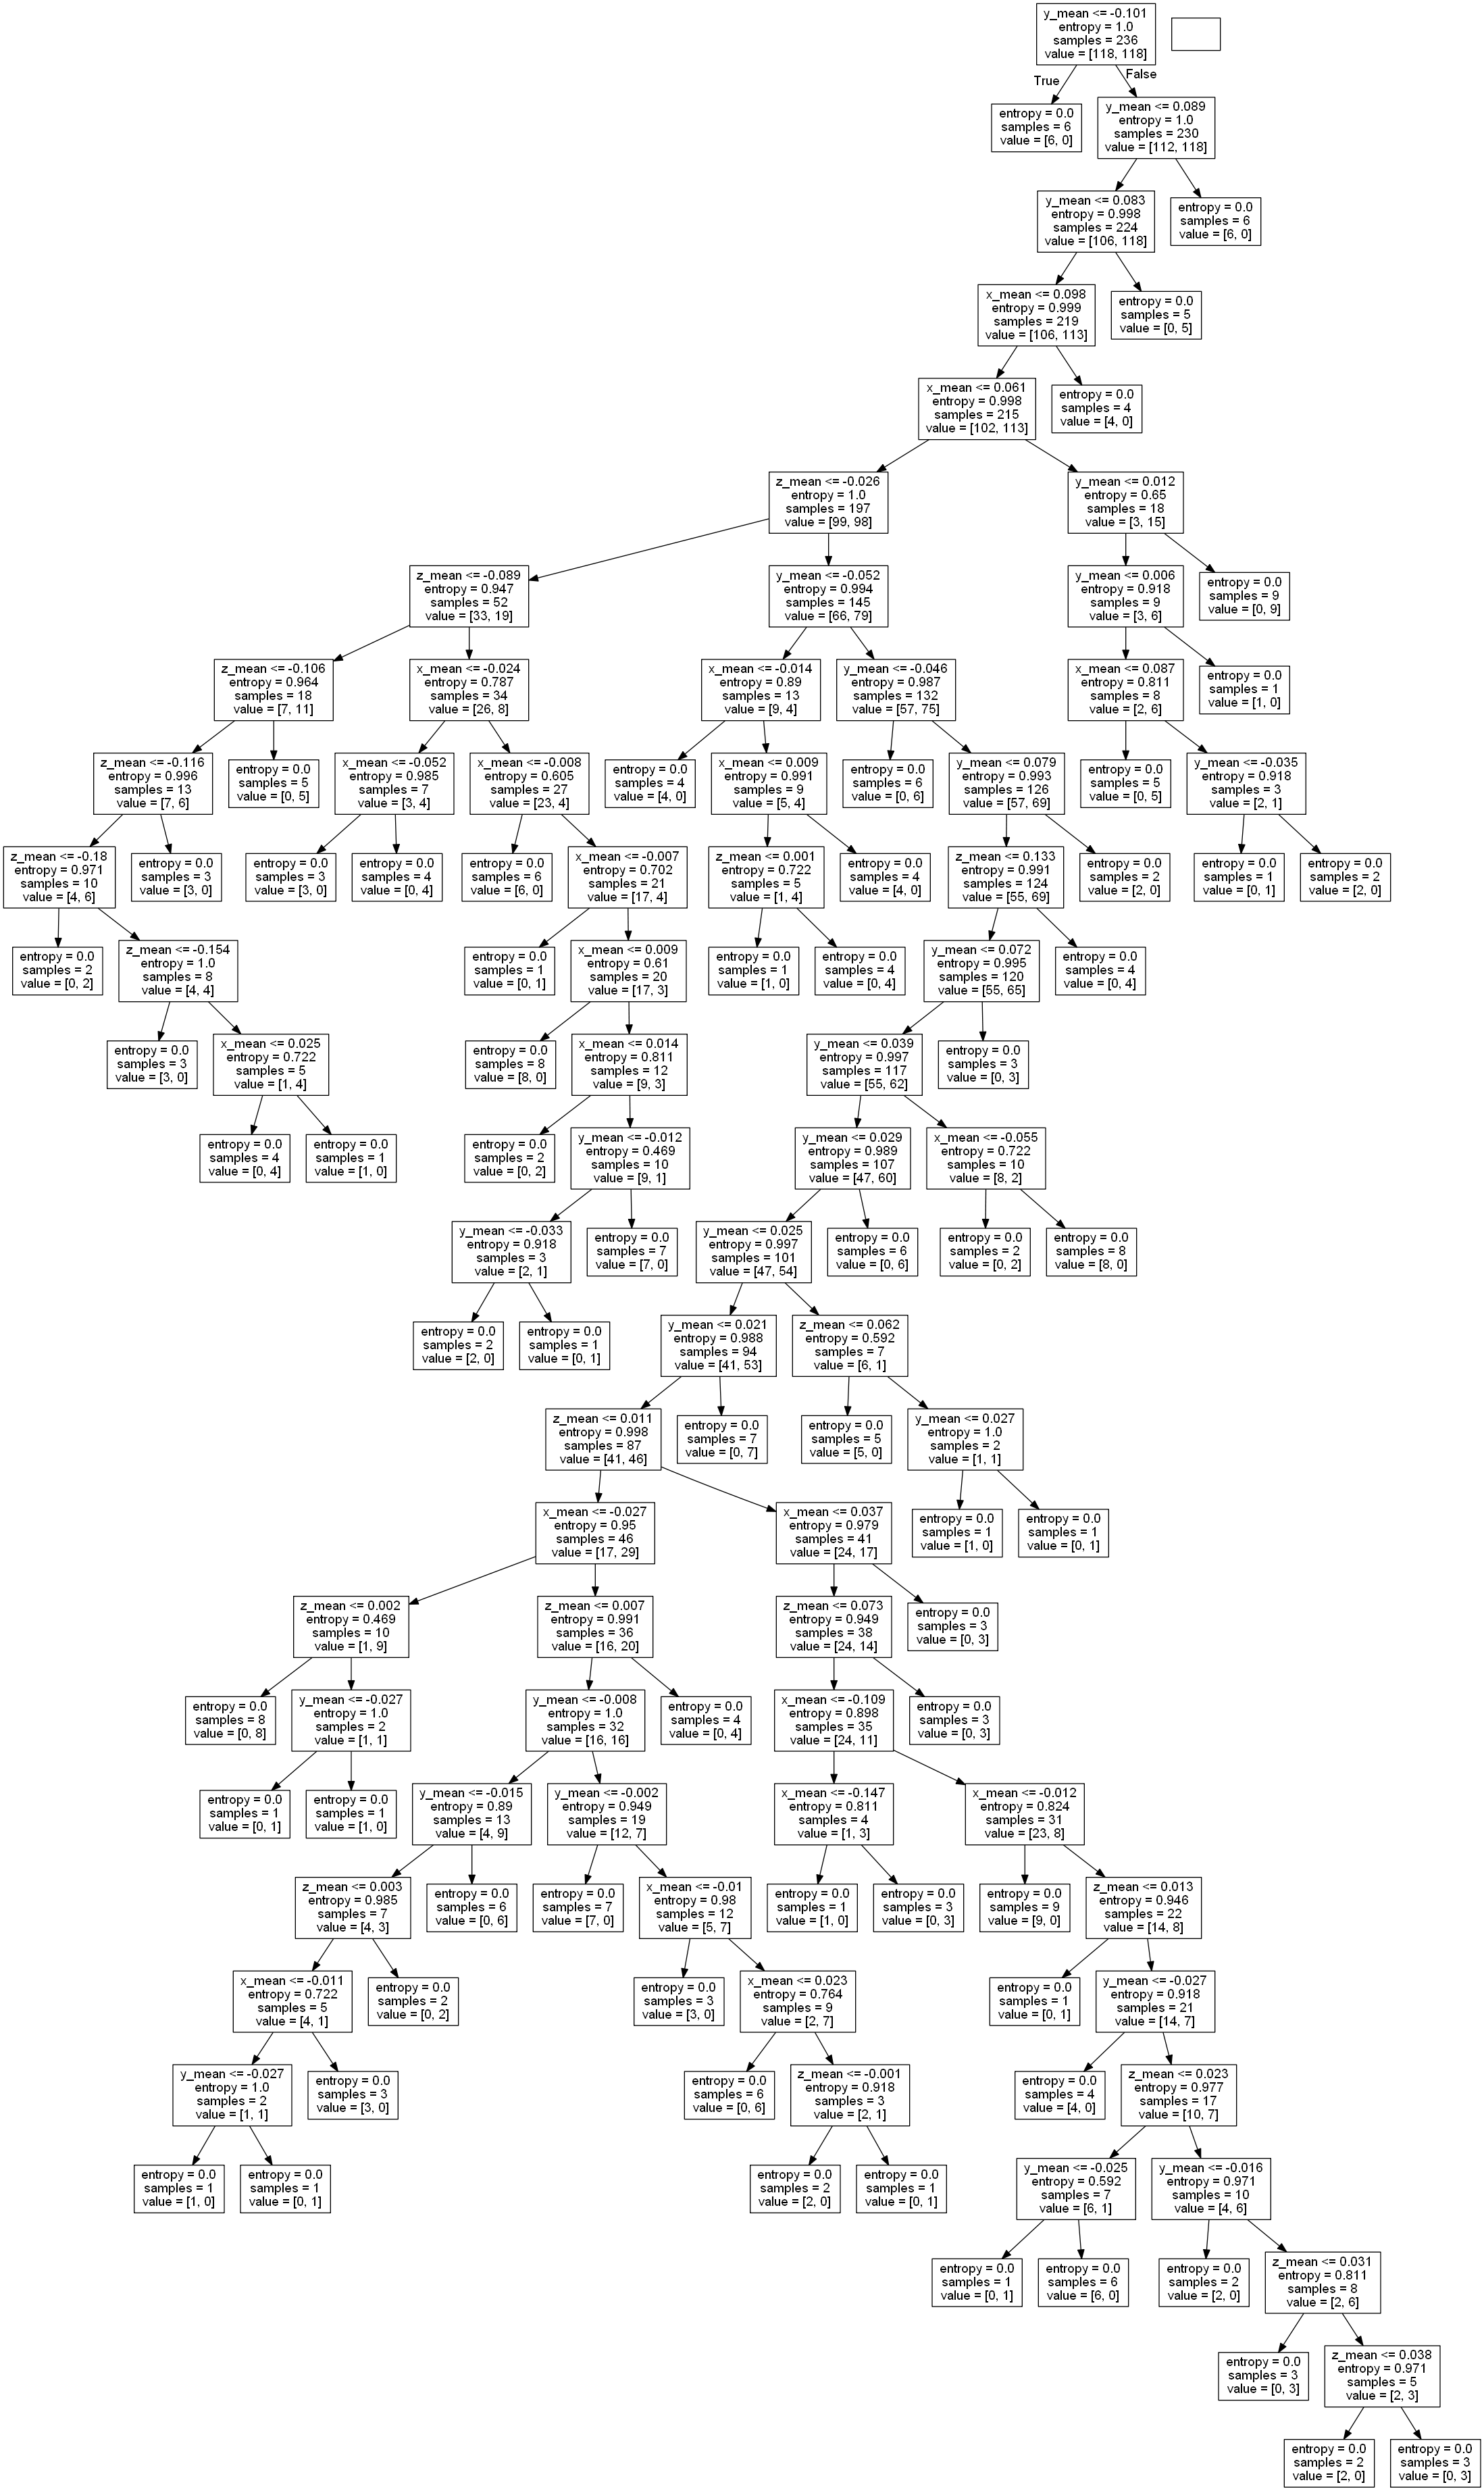 y_mean <= -0.101
entropy = 1.0
samples = 236
value = [118, 118]
True
False
entropy = 0.0
samples = 6
value = [6, 0]
y_mean <= 0.089
entropy = 1.0
samples = 230
value = [112, 118]
y_mean <= 0.083
entropy = 0.998
samples = 224
value = [106, 118]
entropy = 0.0
samples = 6
value = [6, 0]
x_mean <= 0.098
entropy = 0.999
samples = 219
value = [106, 113]
entropy = 0.0
samples = 5
value = [0, 5]
x_mean <= 0.061
entropy = 0.998
samples = 215
value = [102, 113]
entropy = 0.0
samples = 4
value = [4, 0]
z_mean <= -0.026
entropy = 1.0
samples = 197
value = [99, 98]
y_mean <= 0.012
entropy = 0.65
samples = 18
value = [3, 15]
z_mean <= -0.089
entropy = 0.947
samples = 52
value = [33, 19]
y_mean <= -0.052
entropy = 0.994
samples = 145
value = [66, 79]
y_mean <= 0.006
entropy = 0.918
samples = 9
value = [3, 6]
entropy = 0.0
samples = 9
value = [0, 9]
z_mean <= -0.106
entropy = 0.964
samples = 18
value = [7, 11]
x_mean <= -0.024
entropy = 0.787
samples = 34
value = [26, 8]
x_mean <= -0.014
entropy = 0.89
samples = 13
value = [9, 4]
y_mean <= -0.046
entropy = 0.987
samples = 132
value = [57, 75]
x_mean <= 0.087
entropy = 0.811
samples = 8
value = [2, 6]
entropy = 0.0
samples = 1
value = [1, 0]
z_mean <= -0.116
entropy = 0.996
samples = 13
value = [7, 6]
entropy = 0.0
samples = 5
value = [0, 5]
x_mean <= -0.052
entropy = 0.985
samples = 7
value = [3, 4]
x_mean <= -0.008
entropy = 0.605
samples = 27
value = [23, 4]
entropy = 0.0
samples = 4
value = [4, 0]
x_mean <= 0.009
entropy = 0.991
samples = 9
value = [5, 4]
entropy = 0.0
samples = 6
value = [0, 6]
y_mean <= 0.079
entropy = 0.993
samples = 126
value = [57, 69]
entropy = 0.0
samples = 5
value = [0, 5]
y_mean <= -0.035
entropy = 0.918
samples = 3
value = [2, 1]
z_mean <= -0.18
entropy = 0.971
samples = 10
value = [4, 6]
entropy = 0.0
samples = 3
value = [3, 0]
entropy = 0.0
samples = 3
value = [3, 0]
entropy = 0.0
samples = 4
value = [0, 4]
entropy = 0.0
samples = 6
value = [6, 0]
x_mean <= -0.007
entropy = 0.702
samples = 21
value = [17, 4]
z_mean <= 0.001
entropy = 0.722
samples = 5
value = [1, 4]
entropy = 0.0
samples = 4
value = [4, 0]
z_mean <= 0.133
entropy = 0.991
samples = 124
value = [55, 69]
entropy = 0.0
samples = 2
value = [2, 0]
entropy = 0.0
samples = 1
value = [0, 1]
entropy = 0.0
samples = 2
value = [2, 0]
entropy = 0.0
samples = 2
value = [0, 2]
z_mean <= -0.154
entropy = 1.0
samples = 8
value = [4, 4]
entropy = 0.0
samples = 1
value = [0, 1]
x_mean <= 0.009
entropy = 0.61
samples = 20
value = [17, 3]
entropy = 0.0
samples = 1
value = [1, 0]
entropy = 0.0
samples = 4
value = [0, 4]
y_mean <= 0.072
entropy = 0.995
samples = 120
value = [55, 65]
entropy = 0.0
samples = 4
value = [0, 4]
entropy = 0.0
samples = 3
value = [3, 0]
x_mean <= 0.025
entropy = 0.722
samples = 5
value = [1, 4]
entropy = 0.0
samples = 8
value = [8, 0]
x_mean <= 0.014
entropy = 0.811
samples = 12
value = [9, 3]
y_mean <= 0.039
entropy = 0.997
samples = 117
value = [55, 62]
entropy = 0.0
samples = 3
value = [0, 3]
entropy = 0.0
samples = 4
value = [0, 4]
entropy = 0.0
samples = 1
value = [1, 0]
entropy = 0.0
samples = 2
value = [0, 2]
y_mean <= -0.012
entropy = 0.469
samples = 10
value = [9, 1]
y_mean <= 0.029
entropy = 0.989
samples = 107
value = [47, 60]
x_mean <= -0.055
entropy = 0.722
samples = 10
value = [8, 2]
y_mean <= -0.033
entropy = 0.918
samples = 3
value = [2, 1]
entropy = 0.0
samples = 7
value = [7, 0]
y_mean <= 0.025
entropy = 0.997
samples = 101
value = [47, 54]
entropy = 0.0
samples = 6
value = [0, 6]
entropy = 0.0
samples = 2
value = [0, 2]
entropy = 0.0
samples = 8
value = [8, 0]
entropy = 0.0
samples = 2
value = [2, 0]
entropy = 0.0
samples = 1
value = [0, 1]
y_mean <= 0.021
entropy = 0.988
samples = 94
value = [41, 53]
z_mean <= 0.062
entropy = 0.592
samples = 7
value = [6, 1]
z_mean <= 0.011
entropy = 0.998
samples = 87
value = [41, 46]
entropy = 0.0
samples = 7
value = [0, 7]
entropy = 0.0
samples = 5
value = [5, 0]
y_mean <= 0.027
entropy = 1.0
samples = 2
value = [1, 1]
x_mean <= -0.027
entropy = 0.95
samples = 46
value = [17, 29]
x_mean <= 0.037
entropy = 0.979
samples = 41
value = [24, 17]
entropy = 0.0
samples = 1
value = [1, 0]
entropy = 0.0
samples = 1
value = [0, 1]
z_mean <= 0.002
entropy = 0.469
samples = 10
value = [1, 9]
z_mean <= 0.007
entropy = 0.991
samples = 36
value = [16, 20]
z_mean <= 0.073
entropy = 0.949
samples = 38
value = [24, 14]
entropy = 0.0
samples = 3
value = [0, 3]
entropy = 0.0
samples = 8
value = [0, 8]
y_mean <= -0.027
entropy = 1.0
samples = 2
value = [1, 1]
y_mean <= -0.008
entropy = 1.0
samples = 32
value = [16, 16]
entropy = 0.0
samples = 4
value = [0, 4]
x_mean <= -0.109
entropy = 0.898
samples = 35
value = [24, 11]
entropy = 0.0
samples = 3
value = [0, 3]
entropy = 0.0
samples = 1
value = [0, 1]
entropy = 0.0
samples = 1
value = [1, 0]
y_mean <= -0.015
entropy = 0.89
samples = 13
value = [4, 9]
y_mean <= -0.002
entropy = 0.949
samples = 19
value = [12, 7]
x_mean <= -0.147
entropy = 0.811
samples = 4
value = [1, 3]
x_mean <= -0.012
entropy = 0.824
samples = 31
value = [23, 8]
z_mean <= 0.003
entropy = 0.985
samples = 7
value = [4, 3]
entropy = 0.0
samples = 6
value = [0, 6]
entropy = 0.0
samples = 7
value = [7, 0]
x_mean <= -0.01
entropy = 0.98
samples = 12
value = [5, 7]
entropy = 0.0
samples = 1
value = [1, 0]
entropy = 0.0
samples = 3
value = [0, 3]
entropy = 0.0
samples = 9
value = [9, 0]
z_mean <= 0.013
entropy = 0.946
samples = 22
value = [14, 8]
x_mean <= -0.011
entropy = 0.722
samples = 5
value = [4, 1]
entropy = 0.0
samples = 2
value = [0, 2]
entropy = 0.0
samples = 3
value = [3, 0]
x_mean <= 0.023
entropy = 0.764
samples = 9
value = [2, 7]
entropy = 0.0
samples = 1
value = [0, 1]
y_mean <= -0.027
entropy = 0.918
samples = 21
value = [14, 7]
y_mean <= -0.027
entropy = 1.0
samples = 2
value = [1, 1]
entropy = 0.0
samples = 3
value = [3, 0]
entropy = 0.0
samples = 6
value = [0, 6]
z_mean <= -0.001
entropy = 0.918
samples = 3
value = [2, 1]
entropy = 0.0
samples = 4
value = [4, 0]
z_mean <= 0.023
entropy = 0.977
samples = 17
value = [10, 7]
entropy = 0.0
samples = 1
value = [1, 0]
entropy = 0.0
samples = 1
value = [0, 1]
entropy = 0.0
samples = 2
value = [2, 0]
entropy = 0.0
samples = 1
value = [0, 1]
y_mean <= -0.025
entropy = 0.592
samples = 7
value = [6, 1]
y_mean <= -0.016
entropy = 0.971
samples = 10
value = [4, 6]
entropy = 0.0
samples = 1
value = [0, 1]
entropy = 0.0
samples = 6
value = [6, 0]
entropy = 0.0
samples = 2
value = [2, 0]
z_mean <= 0.031
entropy = 0.811
samples = 8
value = [2, 6]
entropy = 0.0
samples = 3
value = [0, 3]
z_mean <= 0.038
entropy = 0.971
samples = 5
value = [2, 3]
entropy = 0.0
samples = 2
value = [2, 0]
entropy = 0.0
samples = 3
value = [0, 3]